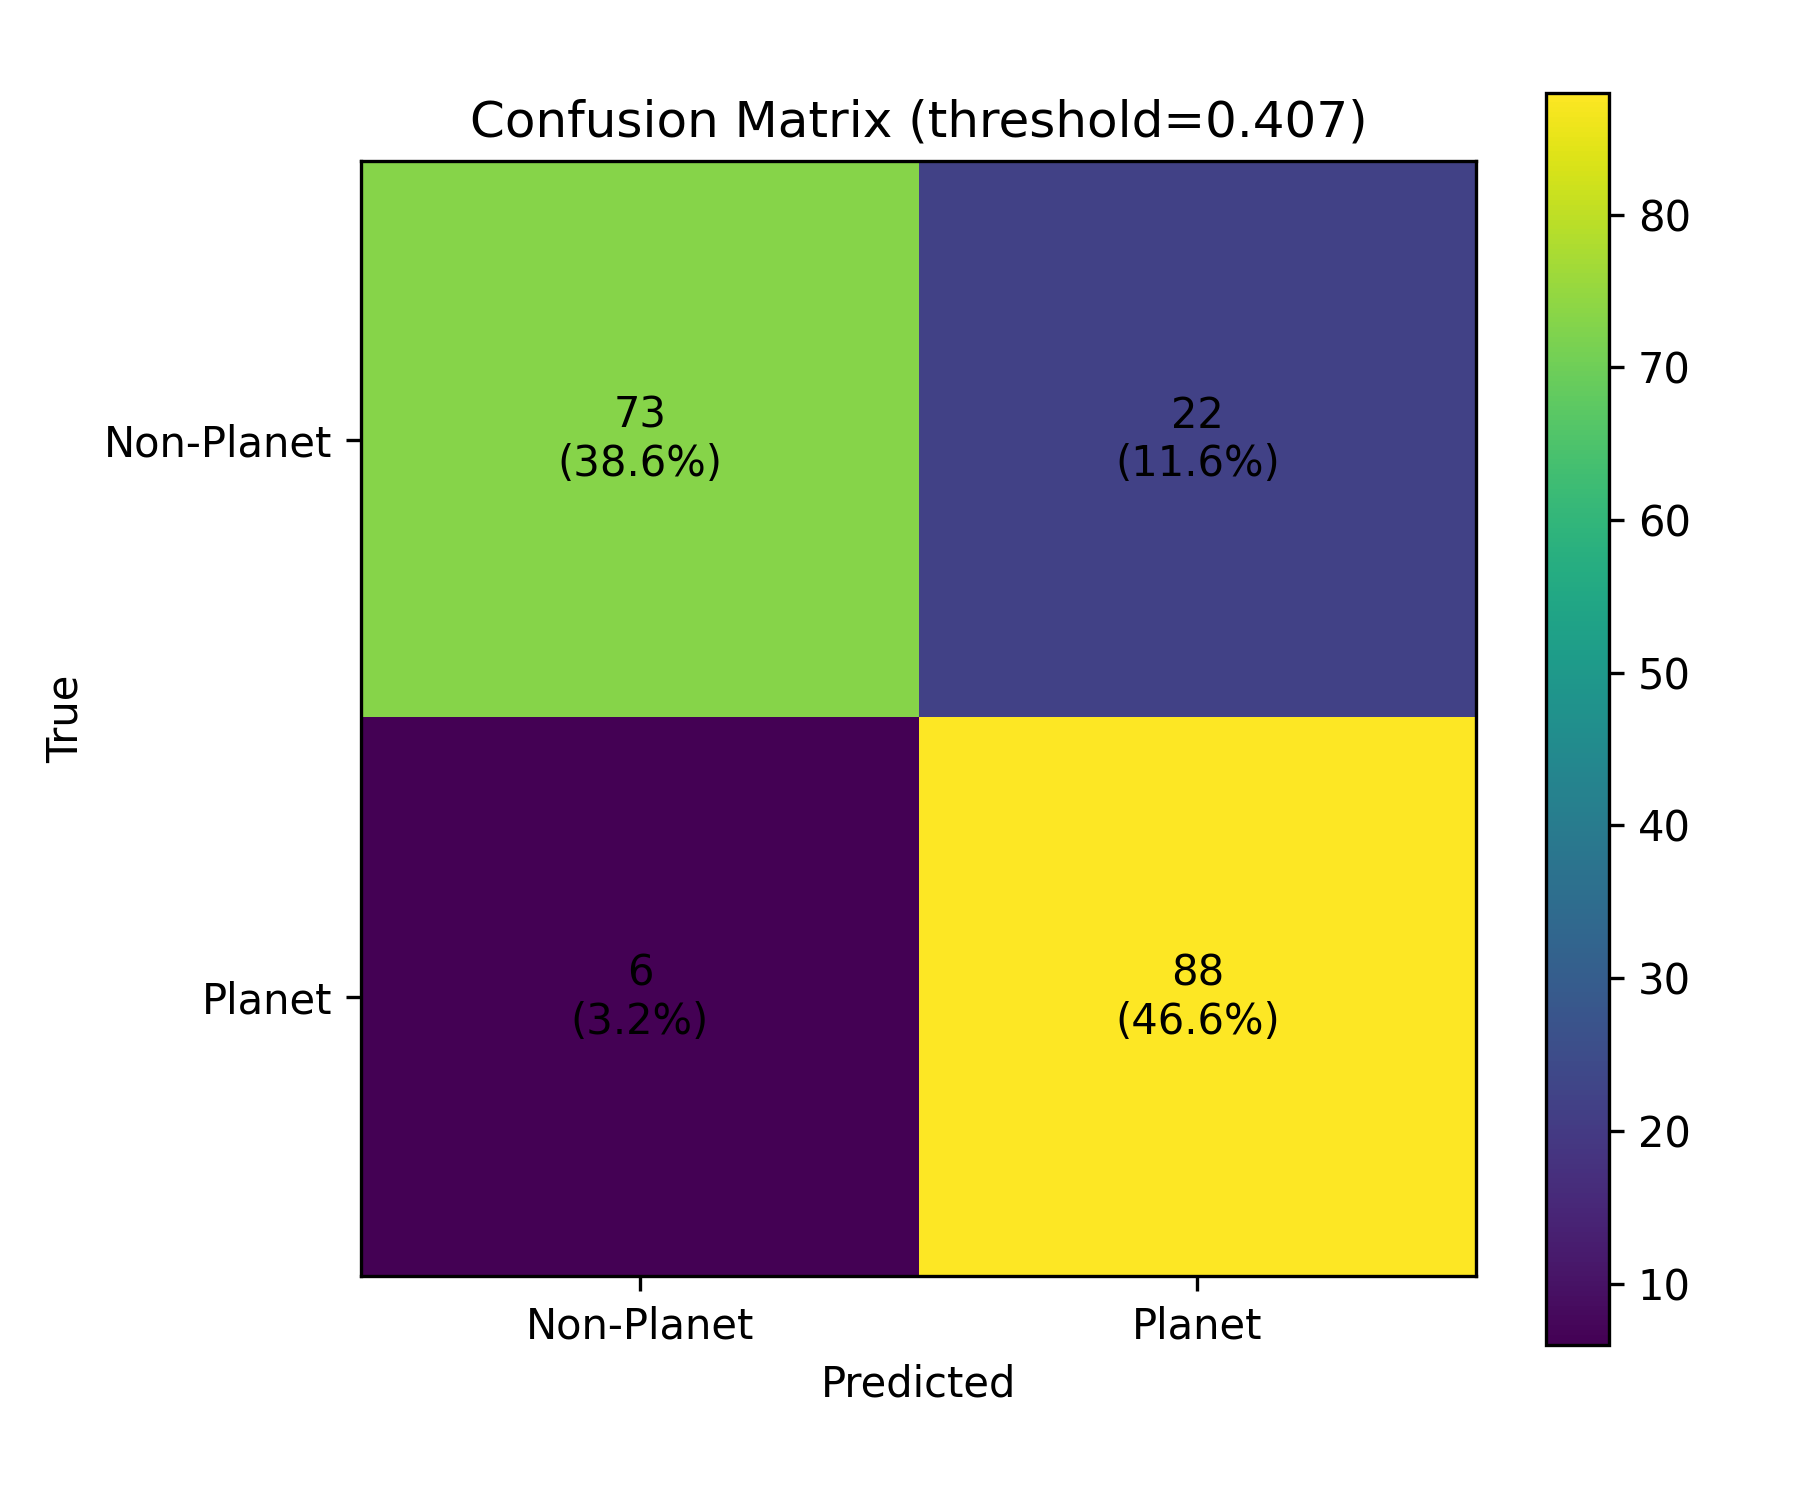 Confusion Matrix (threshold=0.407)
True
Non-Planet
Planet
73
(38.6%)
22
(11.6%)
6
(3.2%)
88
(46.6%)
Non-Planet
Planet
Predicted
80
70
60
50
40
30
20
10